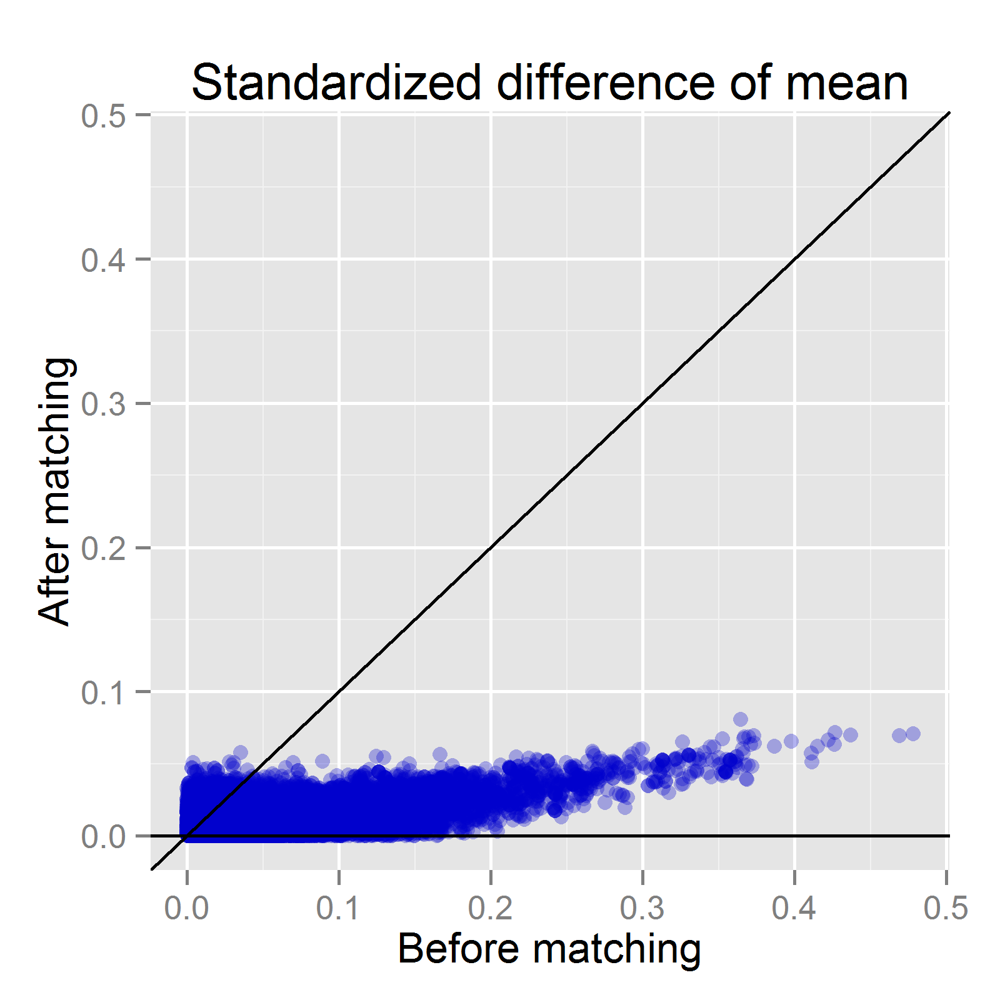 Standardized difference of mean
0.5
0.4
0.3
0.2
0.1
0.0
After matching
0.0 0.1 0.2 0.3 0.4 0.5
Before matching